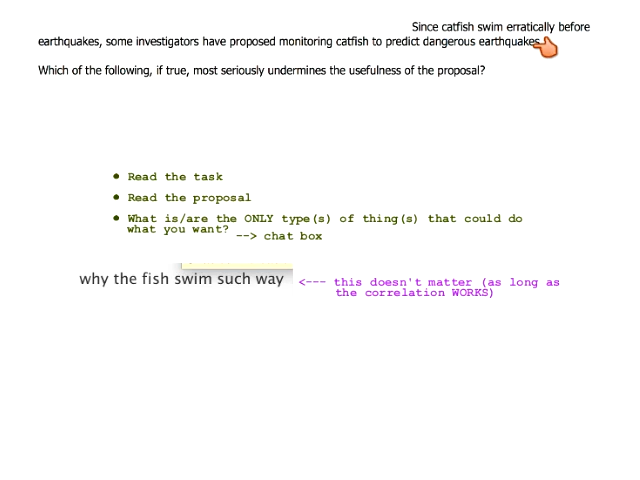 Since catfish swim erratically before
earthquakes, some investigators have proposed monitoring catfish to predict dangerous earthquakes.
Which of the following, if true, most seriously undermines the usefulness of the proposal?
• Read the task
• Read the proposal
• What is/are the ONLY type(s) of thing(s) that could do
what you want?
--> chat box
why the fish swim such way
<--- this doesn't matter (as long as
the correlation WORKS)